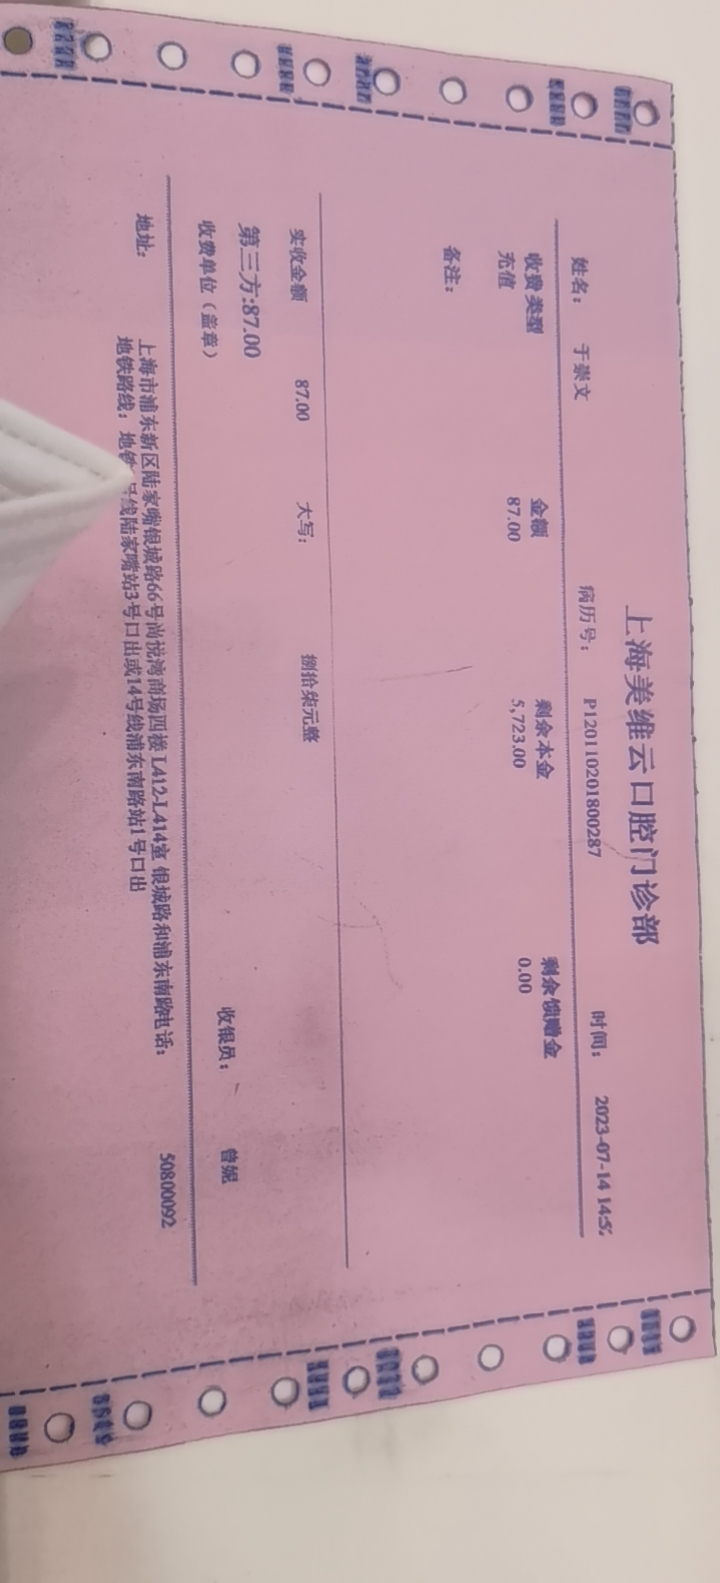 上海美维云口腔门诊部
姓名： 于崇文 病历号： P120110201800287 时间： 2023-07-14 14:5
收费类型 金额 剩余本金 剩余馈赠金
充值 87.00 5,723.00 0.00
备注：
实收金额 87.00 大写： 捌拾柒元整
第三方:87.00
收费单位（盖章） 收银员： 曾妮
地址： 上海市浦东新区陆家嘴银城路66号尚悦湾商场四楼 L412-L414室 银城路和浦东南路 电话： 50800092
地铁路线：地铁 号线陆家嘴站3号口出或14号线浦东南路站1号口出